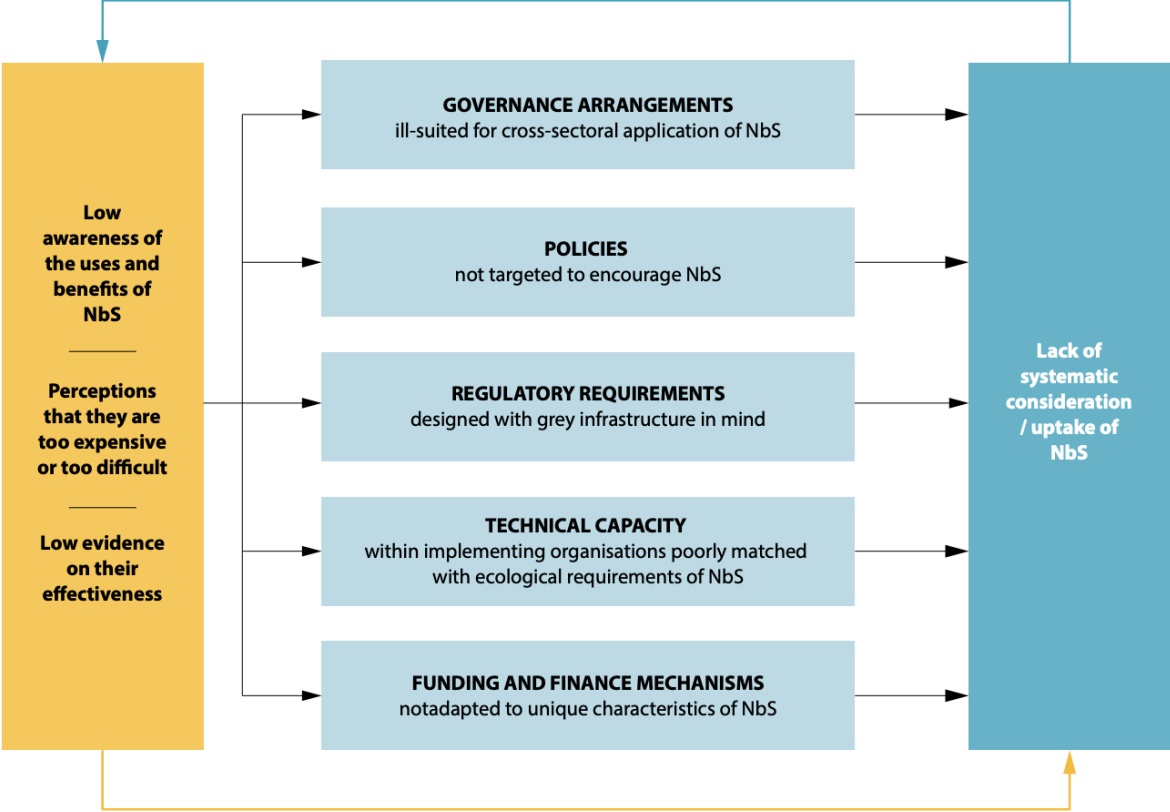 Low
awareness of
the uses and
benefits of
NbS
Perceptions
that they are
too expensive
or too difficult
Low evidence
on their
effectiveness
GOVERNANCE ARRANGEMENTS
ill-suited for cross-sectoral application of NbS
POLICIES
not targeted to encourage NbS
REGULATORY REQUIREMENTS
designed with grey infrastructure in mind
TECHNICAL CAPACITY
within implementing organisations poorly matched
with ecological requirements of NbS
FUNDING AND FINANCE MECHANISMS
notadapted to unique characteristics of NbS
Lack of
systematic
consideration
/ uptake of
NbS